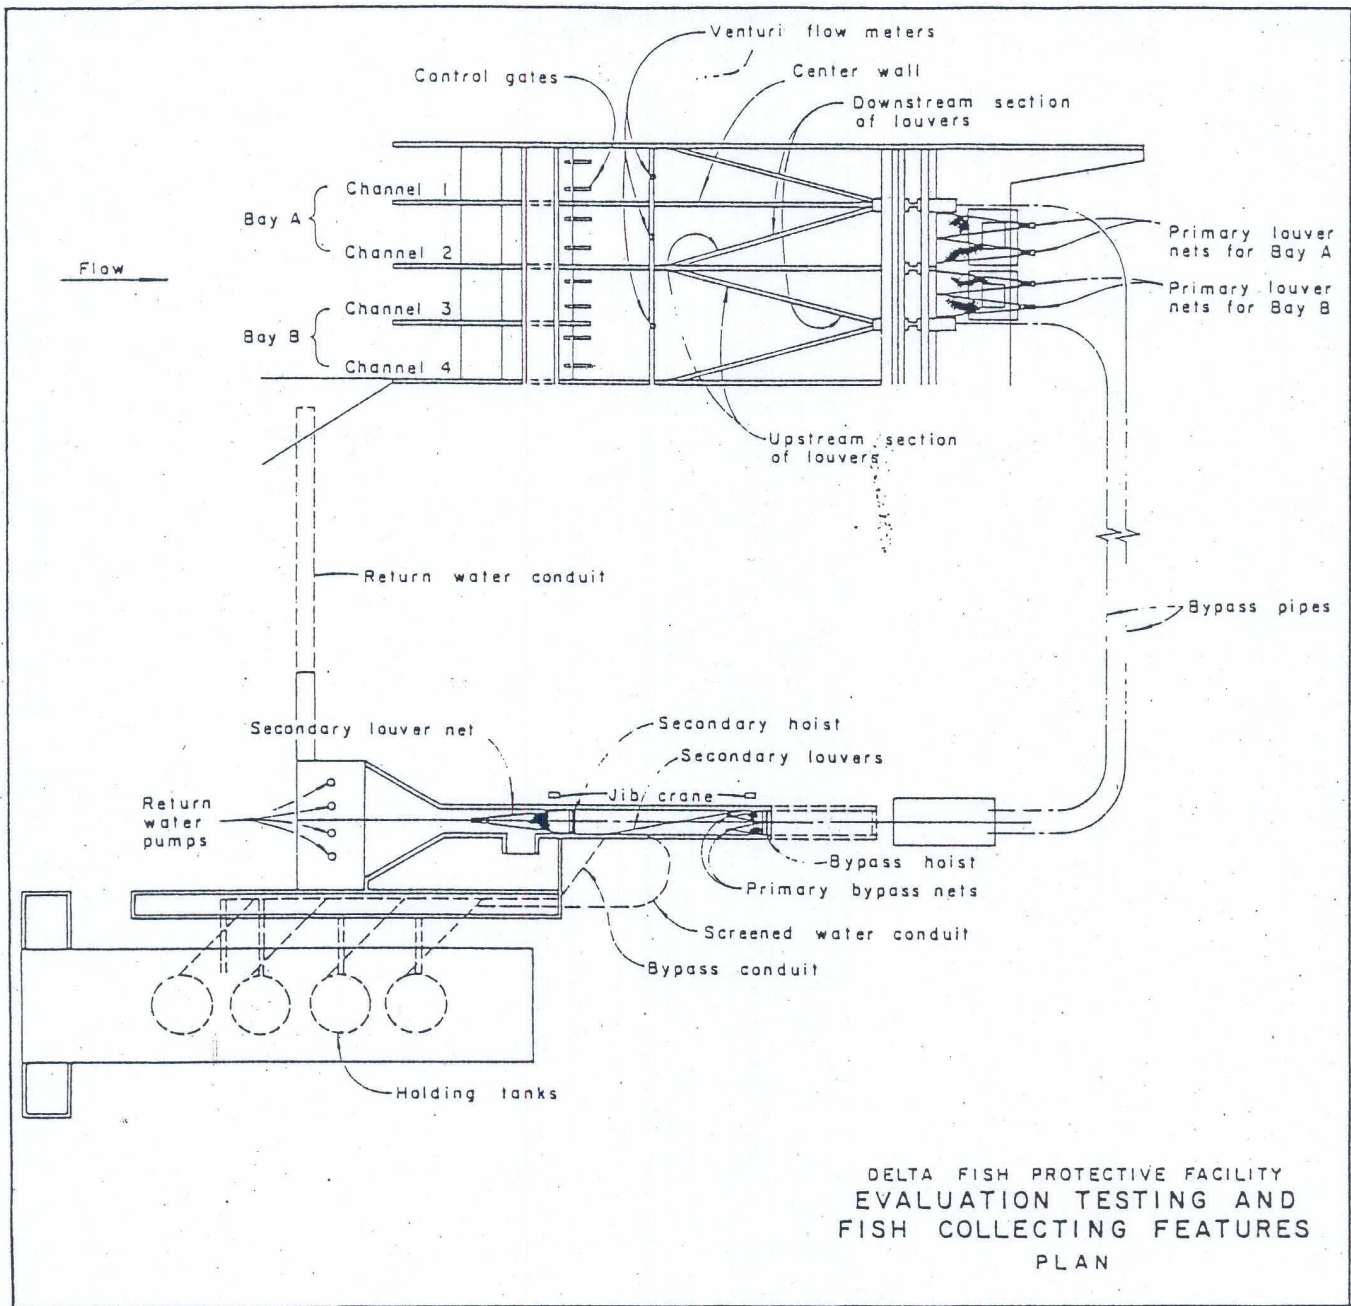 Venturi flow meters
Control gates
Center wall
Downstream section
of louvers
Channel 1
Bay A
Channel 2
Flow
Channel 3
Bay B
Channel 4
Primary louver
nets for Bay A
Primary louver
nets for Bay B
Upstream section
of louvers
Return water conduit
Bypass pipes
Secondary louver net
Secondary hoist
Secondary louvers
Jib crane
Return
water
pumps
Bypass hoist
Primary bypass nets
Screened water conduit
Bypass conduit
Holding tanks
DELTA FISH PROTECTIVE FACILITY
EVALUATION TESTING AND
FISH COLLECTING FEATURES
PLAN